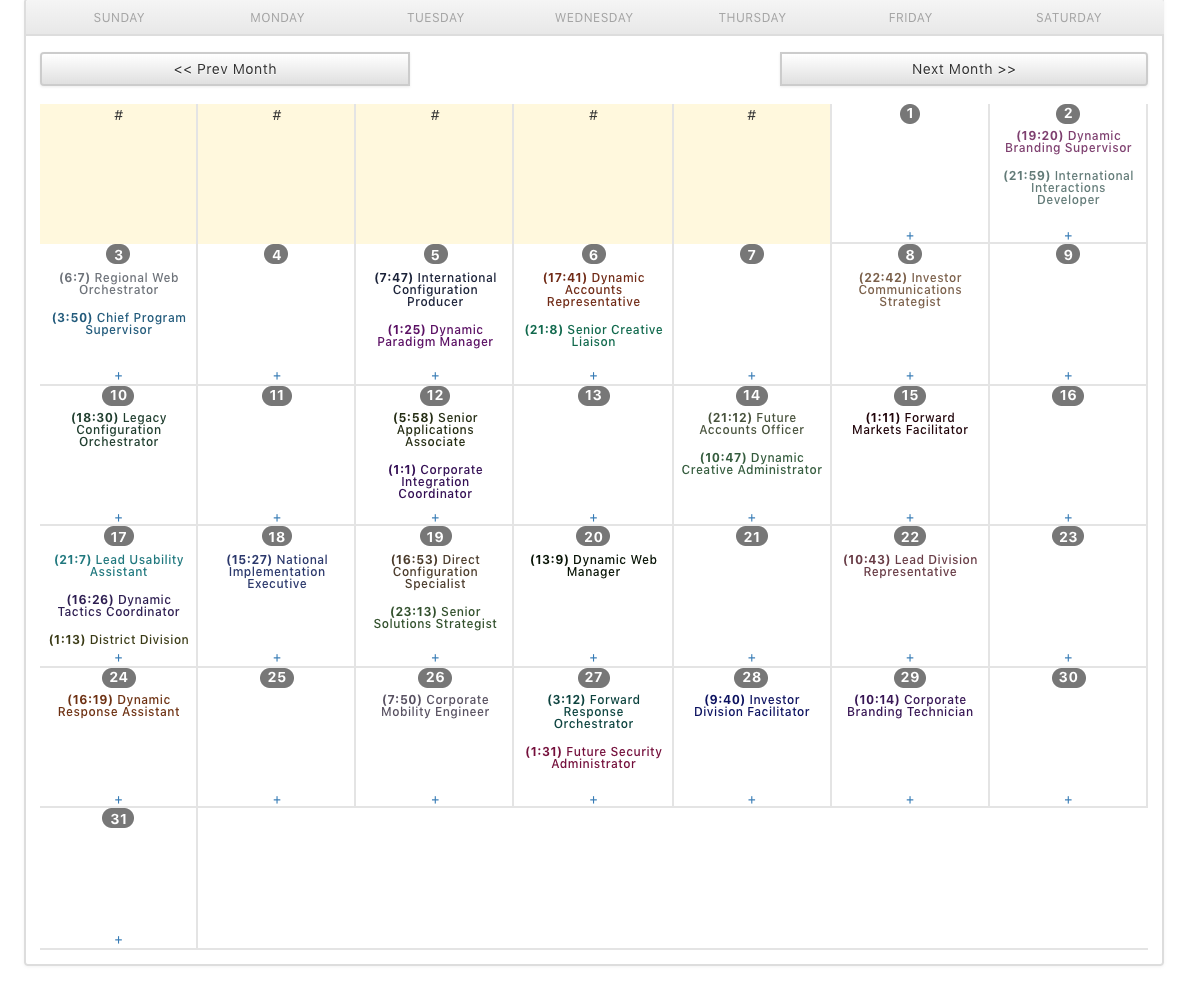 SUNDAY MONDAY TUESDAY WEDNESDAY THURSDAY FRIDAY SATURDAY
<< Prev Month
Next Month >>
#
#
#
#
#
1
+
2
(19:20) Dynamic
Branding Supervisor
(21:59) International
Interactions
Developer
+
3
(6:7) Regional Web
Orchestrator
(3:50) Chief Program
Supervisor
+
4
+
5
(7:47) International
Configuration
Producer
(1:25) Dynamic
Paradigm Manager
+
6
(17:41) Dynamic
Accounts
Representative
(21:8) Senior Creative
Liaison
+
7
+
8
(22:42) Investor
Communications
Strategist
+
9
+
10
(18:30) Legacy
Configuration
Orchestrator
+
11
+
12
(5:58) Senior
Applications
Associate
(1:1) Corporate
Integration
Coordinator
+
13
+
14
(21:12) Future
Accounts Officer
(10:47) Dynamic
Creative Administrator
+
15
(1:11) Forward
Markets Facilitator
+
16
+
17
(21:7) Lead Usability
Assistant
(16:26) Dynamic
Tactics Coordinator
(1:13) District Division
+
18
(15:27) National
Implementation
Executive
+
19
(16:53) Direct
Configuration
Specialist
(23:13) Senior
Solutions Strategist
+
20
(13:9) Dynamic Web
Manager
+
21
+
22
(10:43) Lead Division
Representative
+
23
+
24
(16:19) Dynamic
Response Assistant
+
25
+
26
(7:50) Corporate
Mobility Engineer
+
27
(3:12) Forward
Response
Orchestrator
(1:31) Future Security
Administrator
+
28
(9:40) Investor
Division Facilitator
+
29
(10:14) Corporate
Branding Technician
+
30
+
31
+